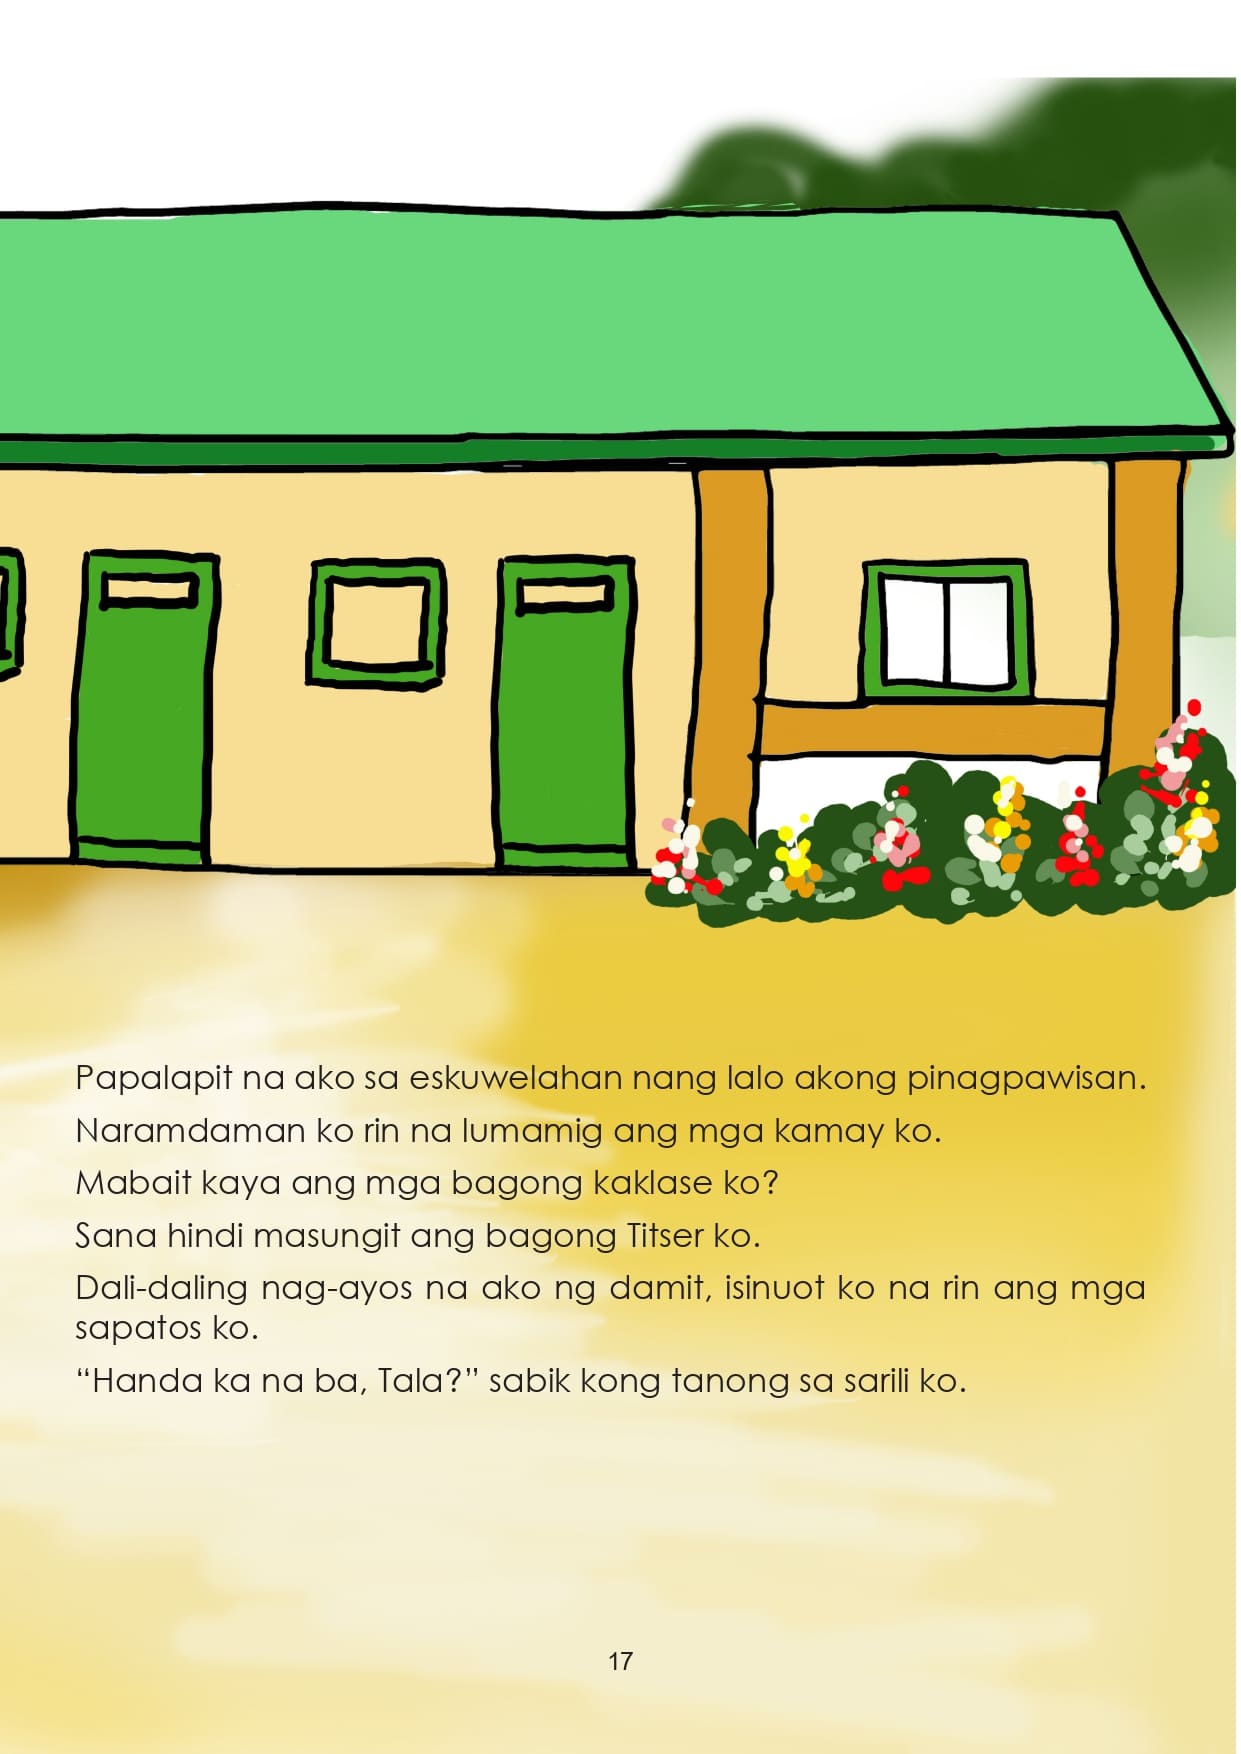 Papalapit na ako sa eskuwelahan nang lalo akong pinagpawisan.
Naramdaman ko rin na lumamig ang mga kamay ko.
Mabait kaya ang mga bagong kaklase ko?
Sana hindi masungit ang bagong Titser ko.
Dali-daling nag-ayos na ako ng damit, isinuot ko na rin ang mga
sapatos ko.
“Handa ka na ba, Tala?” sabik kong tanong sa sarili ko.
17